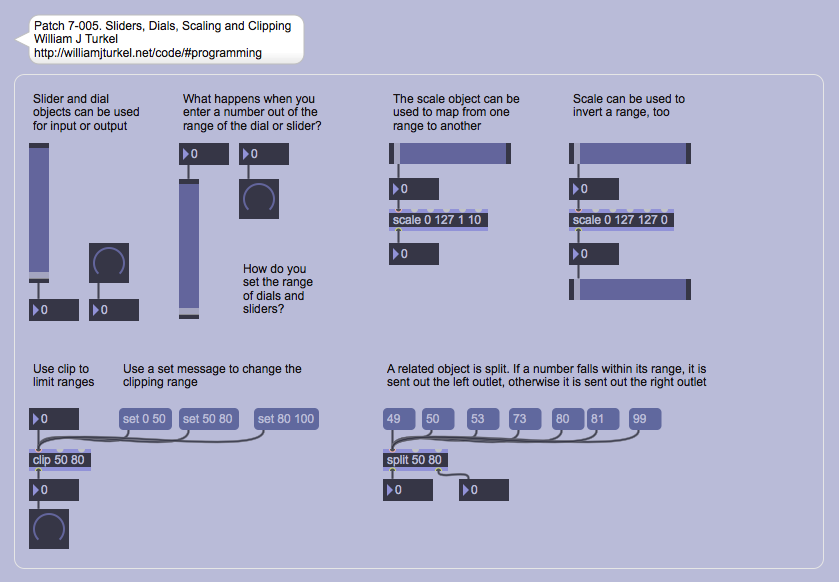 Patch 7-005. Sliders, Dials, Scaling and Clipping
William J Turkel
http://williamjturkel.net/code/#programming
Slider and dial
objects can be used
for input or output
0
0
What happens when you
enter a number out of the
range of the dial or slider?
0
0
How do you
set the range
of dials and
sliders?
The scale object can be
used to map from one
range to another
0
scale 0 127 1 10
0
Scale can be used to
invert a range, too
0
scale 0 127 127 0
0
Use clip to
limit ranges
Use a set message to change the
clipping range
0
set 0 50
set 50 80
set 80 100
clip 50 80
0
A related object is split. If a number falls within its range, it is
sent out the left outlet, otherwise it is sent out the right outlet
49
50
53
73
80
81
99
split 50 80
0
0